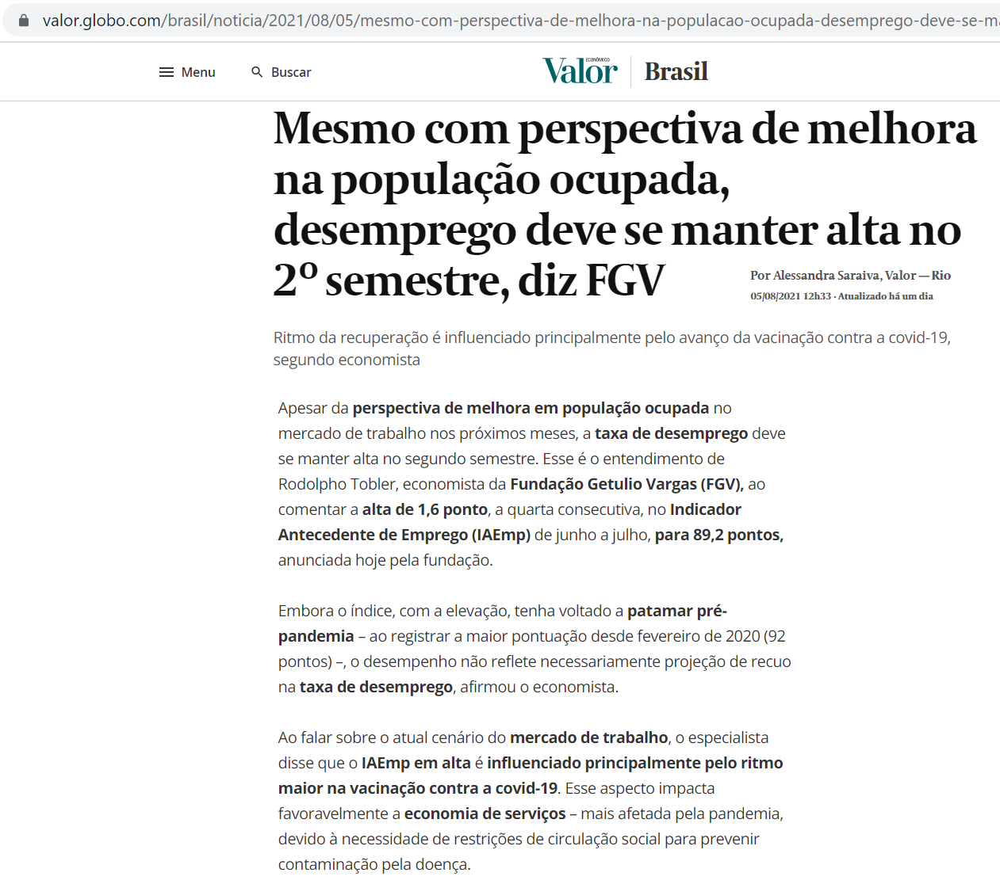 valor.globo.com/brasil/noticia/2021/08/05/mesmo-com-perspectiva-de-melhora-na-populacao-ocupada-desemprego-deve-se-ma
Menu
Buscar
Valor ECONÔMICO
Brasil
Mesmo com perspectiva de melhora
na população ocupada,
desemprego deve se manter alta no
2º semestre, diz FGV
Por Alessandra Saraiva, Valor — Rio
05/08/2021 12h33 · Atualizado há um dia
Ritmo da recuperação é influenciado principalmente pelo avanço da vacinação contra a covid-19,
segundo economista
Apesar da perspectiva de melhora em população ocupada no
mercado de trabalho nos próximos meses, a taxa de desemprego deve
se manter alta no segundo semestre. Esse é o entendimento de
Rodolpho Tobler, economista da Fundação Getulio Vargas (FGV), ao
comentar a alta de 1,6 ponto, a quarta consecutiva, no Indicador
Antecedente de Emprego (IAEmp) de junho a julho, para 89,2 pontos,
anunciada hoje pela fundação.
Embora o índice, com a elevação, tenha voltado a patamar pré-
pandemia – ao registrar a maior pontuação desde fevereiro de 2020 (92
pontos) –, o desempenho não reflete necessariamente projeção de recuo
na taxa de desemprego, afirmou o economista.
Ao falar sobre o atual cenário do mercado de trabalho, o especialista
disse que o IAEmp em alta é influenciado principalmente pelo ritmo
maior na vacinação contra a covid-19. Esse aspecto impacta
favoravelmente a economia de serviços – mais afetada pela pandemia,
devido à necessidade de restrições de circulação social para prevenir
contaminação pela doença.